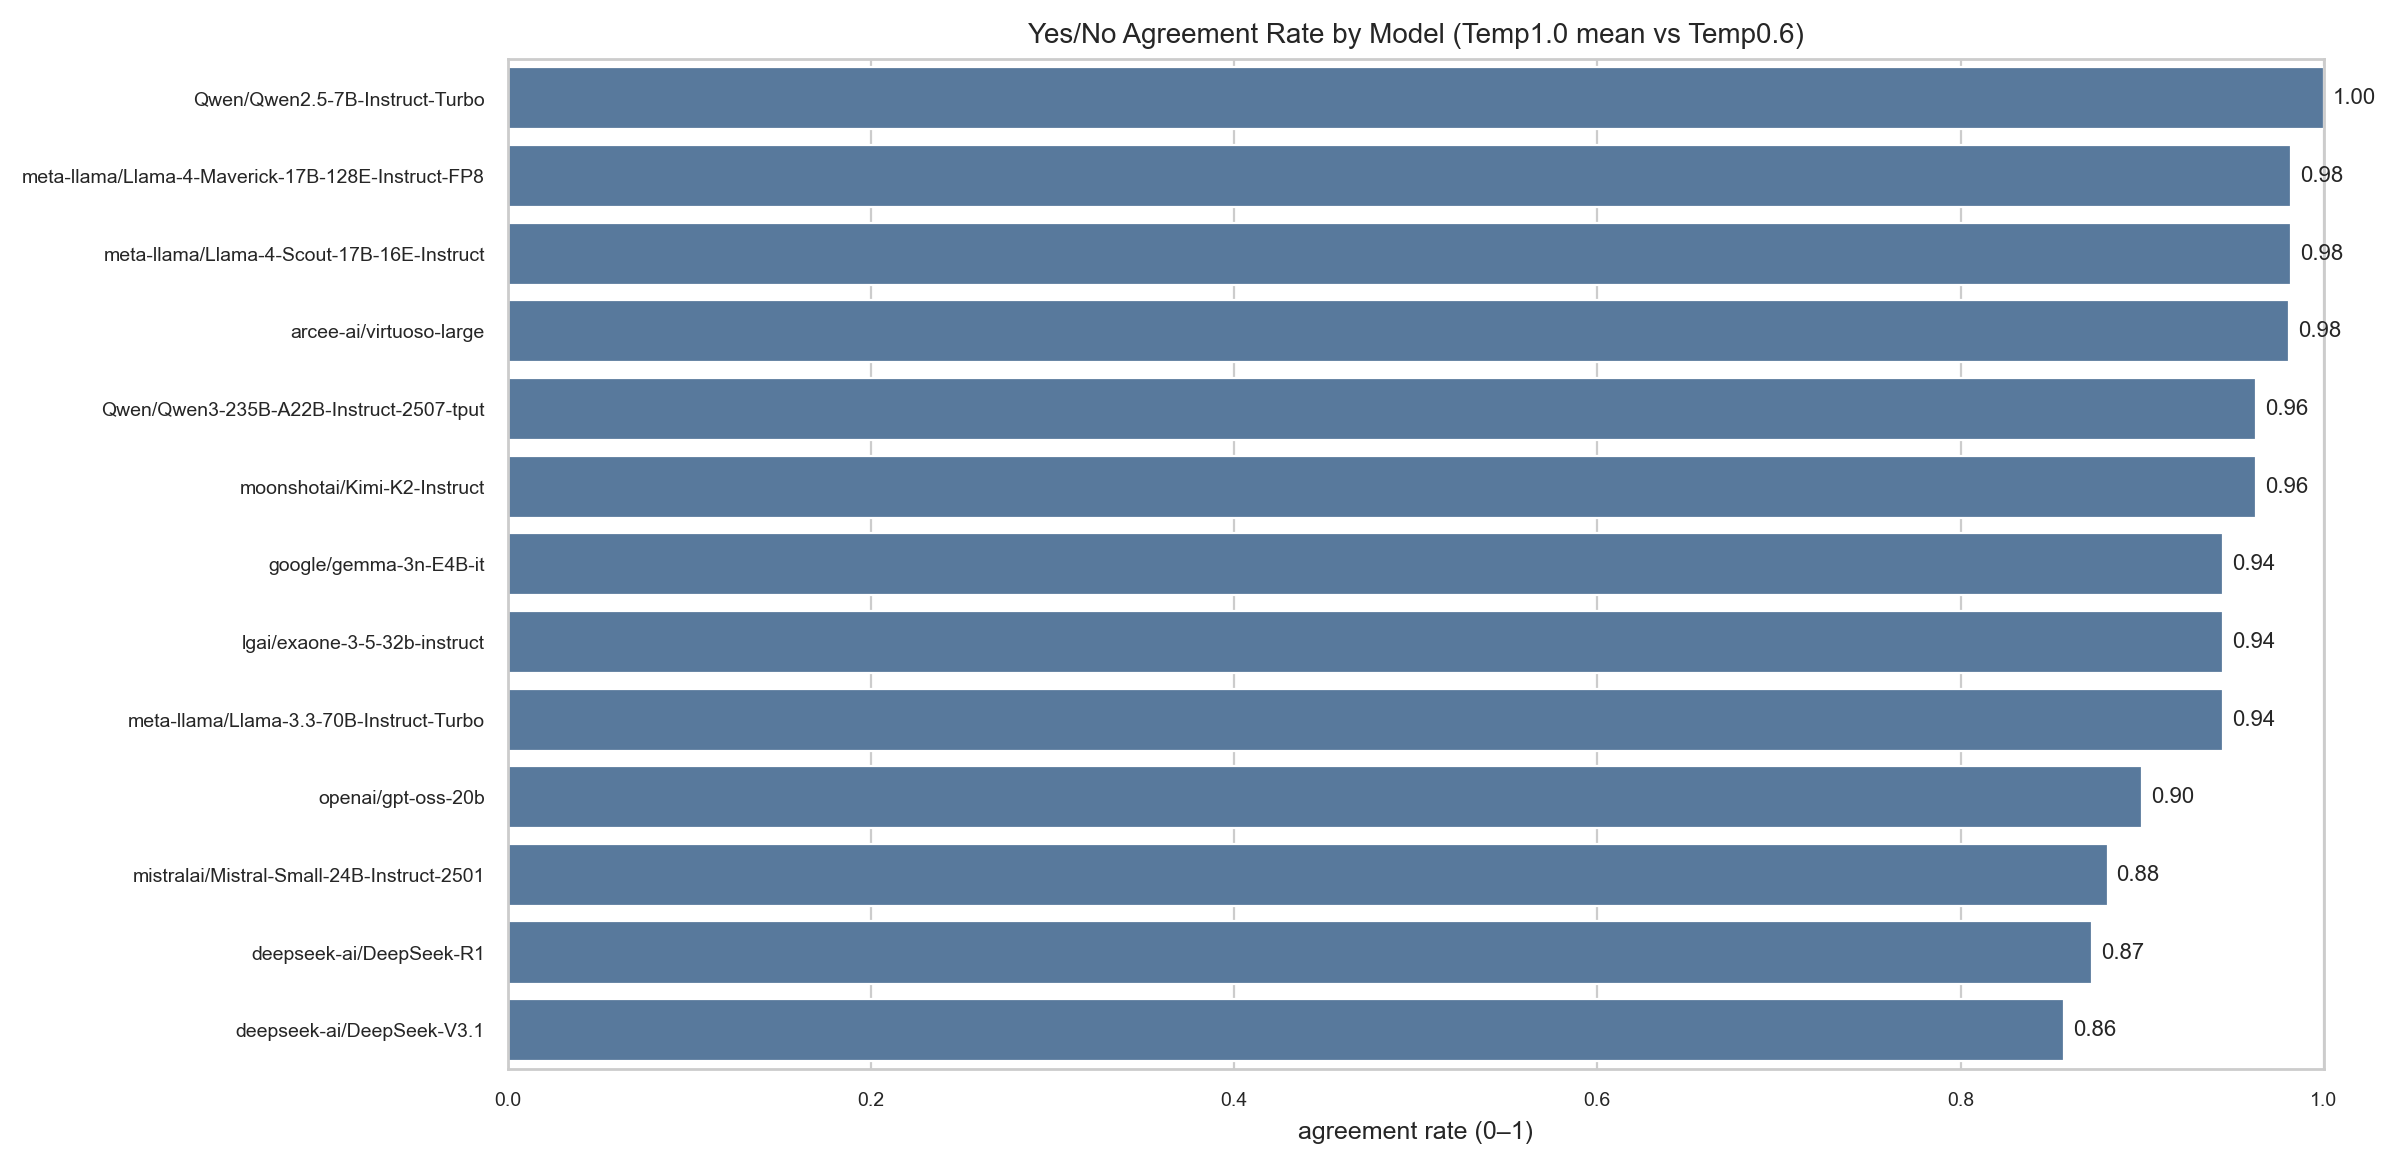 Yes/No Agreement Rate by Model (Temp1.0 mean vs Temp0.6)
Qwen/Qwen2.5-7B-Instruct-Turbo 1.00
meta-llama/Llama-4-Maverick-17B-128E-Instruct-FP8 0.98
meta-llama/Llama-4-Scout-17B-16E-Instruct 0.98
arcee-ai/virtuoso-large 0.98
Qwen/Qwen3-235B-A22B-Instruct-2507-tput 0.96
moonshotai/Kimi-K2-Instruct 0.96
google/gemma-3n-E4B-it 0.94
lgai/exaone-3-5-32b-instruct 0.94
meta-llama/Llama-3.3-70B-Instruct-Turbo 0.94
openai/gpt-oss-20b 0.90
mistralai/Mistral-Small-24B-Instruct-2501 0.88
deepseek-ai/DeepSeek-R1 0.87
deepseek-ai/DeepSeek-V3.1 0.86
0.0 0.2 0.4 0.6 0.8 1.0
agreement rate (0–1)